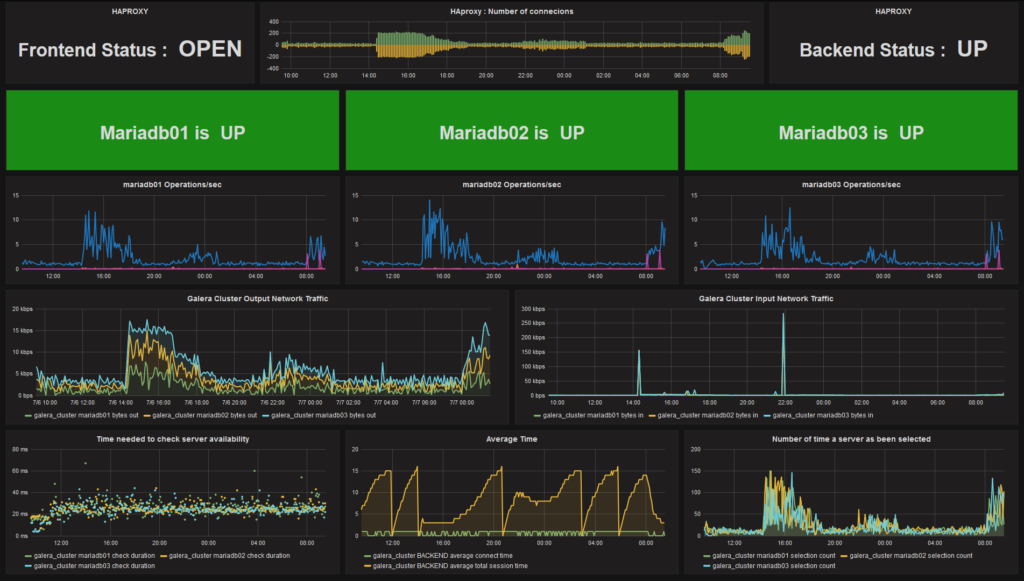 HAPROXY
Frontend Status : OPEN
HAproxy : Number of connecions
400
200
0
-200
-400
10:00 12:00 14:00 16:00 18:00 20:00 22:00 00:00 02:00 04:00 06:00 08:00
HAPROXY
Backend Status : UP
Mariadb01 is UP
Mariadb02 is UP
Mariadb03 is UP
mariadb01 Operations/sec
15
10
5
0
12:00 16:00 20:00 00:00 04:00 08:00
mariadb02 Operations/sec
15
10
5
0
12:00 16:00 20:00 00:00 04:00 08:00
mariadb03 Operations/sec
15
10
5
0
12:00 16:00 20:00 00:00 04:00 08:00
Galera Cluster Output Network Traffic
20 kbps
15 kbps
10 kbps
5 kbps
0 bps
7/6 10:00 7/6 12:00 7/6 14:00 7/6 16:00 7/6 18:00 7/6 20:00 7/6 22:00 7/7 00:00 7/7 02:00 7/7 04:00 7/7 06:00 7/7 08:00
galera_cluster mariadb01 bytes out galera_cluster mariadb02 bytes out galera_cluster mariadb03 bytes out
Galera Cluster Input Network Traffic
300 kbps
250 kbps
200 kbps
150 kbps
100 kbps
50 kbps
0 bps
10:00 12:00 14:00 16:00 18:00 20:00 22:00 00:00 02:00 04:00 06:00 08:00
galera_cluster mariadb01 bytes in galera_cluster mariadb02 bytes in galera_cluster mariadb03 bytes in
Time needed to check server availability
80 ms
60 ms
40 ms
20 ms
0 ms
12:00 16:00 20:00 00:00 04:00 08:00
galera_cluster mariadb01 check duration galera_cluster mariadb02 check duration
galera_cluster mariadb03 check duration
Average Time
20
15
10
5
0
12:00 16:00 20:00 00:00 04:00 08:00
galera_cluster BACKEND average connect time
galera_cluster BACKEND average total session time
Number of time a server as been selected
200
150
100
50
0
12:00 16:00 20:00 00:00 04:00 08:00
galera_cluster mariadb01 selection count galera_cluster mariadb02 selection count
galera_cluster mariadb03 selection count